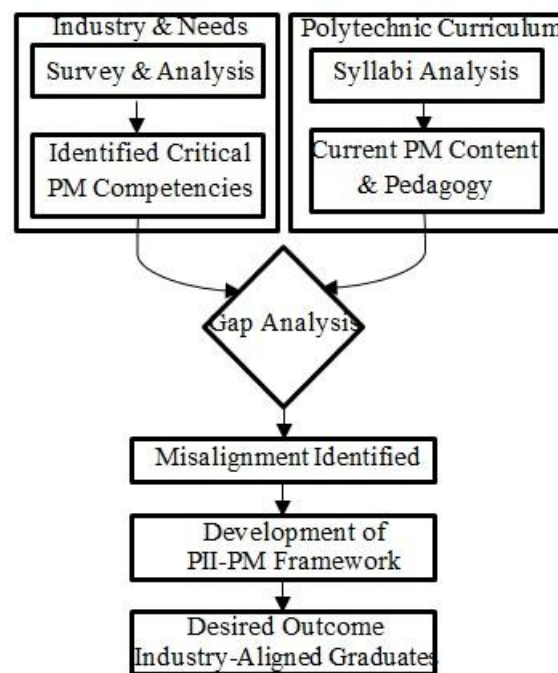 Industry & Needs
Survey & Analysis
Identified Critical
PM Competencies
Polytechnic Curriculum
Syllabi Analysis
Current PM Content
& Pedagogy
Gap Analysis
Misalignment Identified
Development of
PII-PM Framework
Desired Outcome
Industry-Aligned Graduates